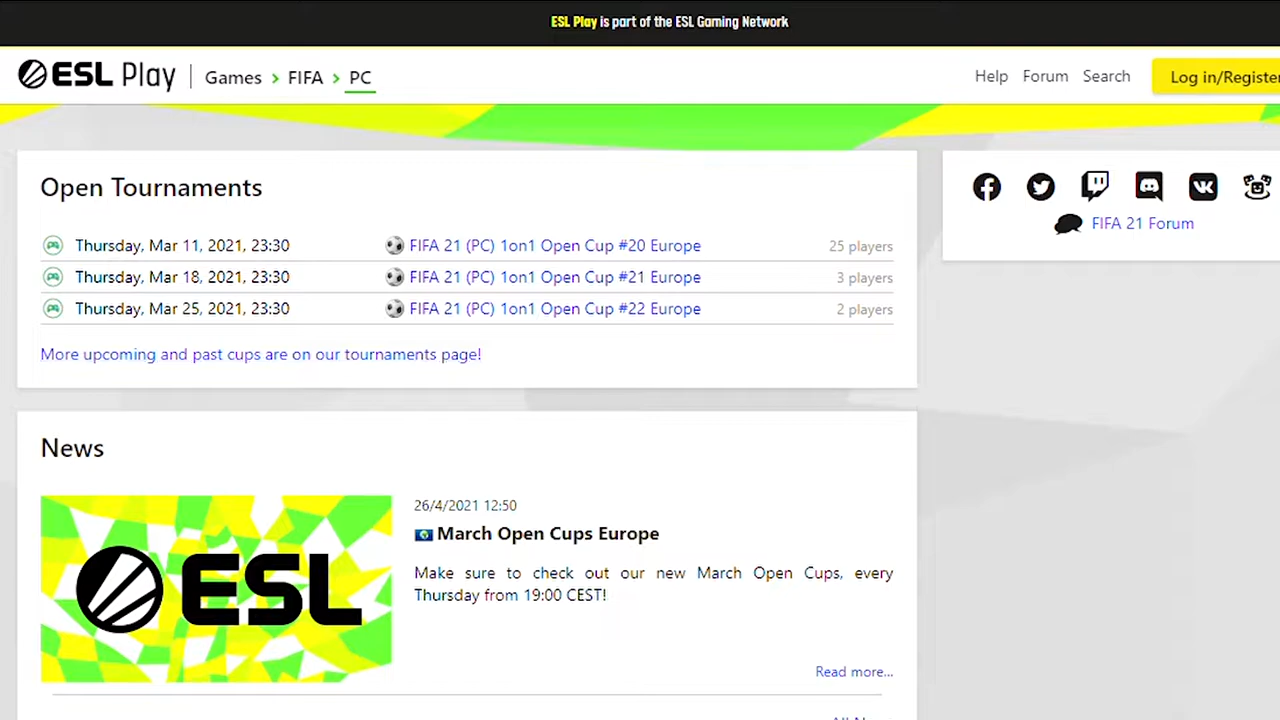 ESL Play is part of the ESL Gaming Network
ESL Play Games > FIFA > PC Help Forum Search Log in/Register
Open Tournaments
Thursday, Mar 11, 2021, 23:30 FIFA 21 (PC) 1on1 Open Cup #20 Europe 25 players
Thursday, Mar 18, 2021, 23:30 FIFA 21 (PC) 1on1 Open Cup #21 Europe 3 players
Thursday, Mar 25, 2021, 23:30 FIFA 21 (PC) 1on1 Open Cup #22 Europe 2 players
More upcoming and past cups are on our tournaments page!
FIFA 21 Forum
News
ESL
26/4/2021 12:50
March Open Cups Europe
Make sure to check out our new March Open Cups, every
Thursday from 19:00 CEST!
Read more...